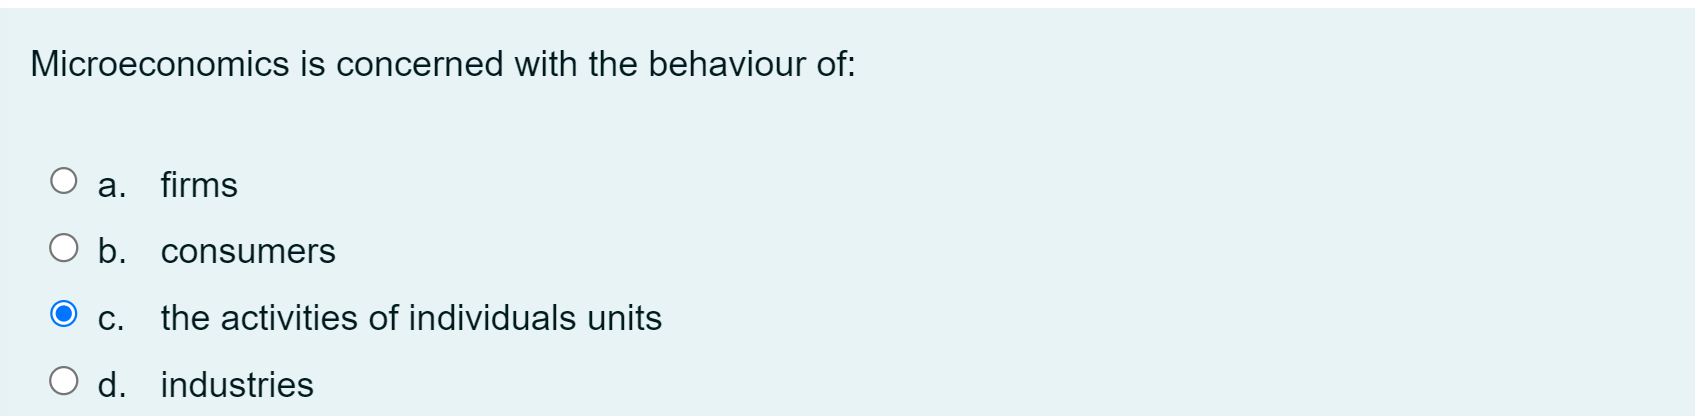 Microeconomics is concerned with the behaviour of:
a. firms
b. consumers
c. the activities of individuals units
d. industries